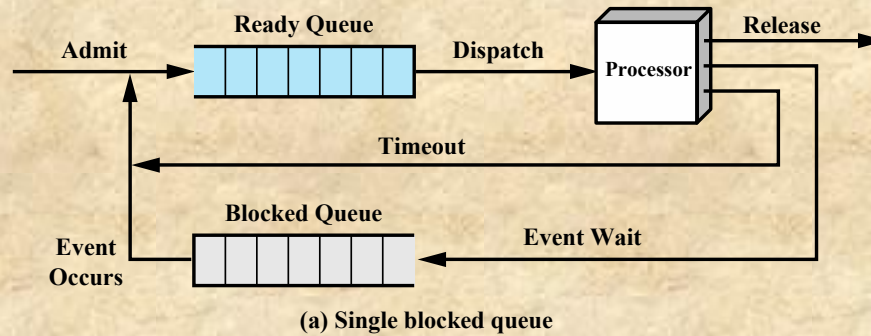 Ready Queue
Release
Admit
Dispatch
Processor
Timeout
Blocked Queue
Event Wait
Event
Occurs
(a) Single blocked queue